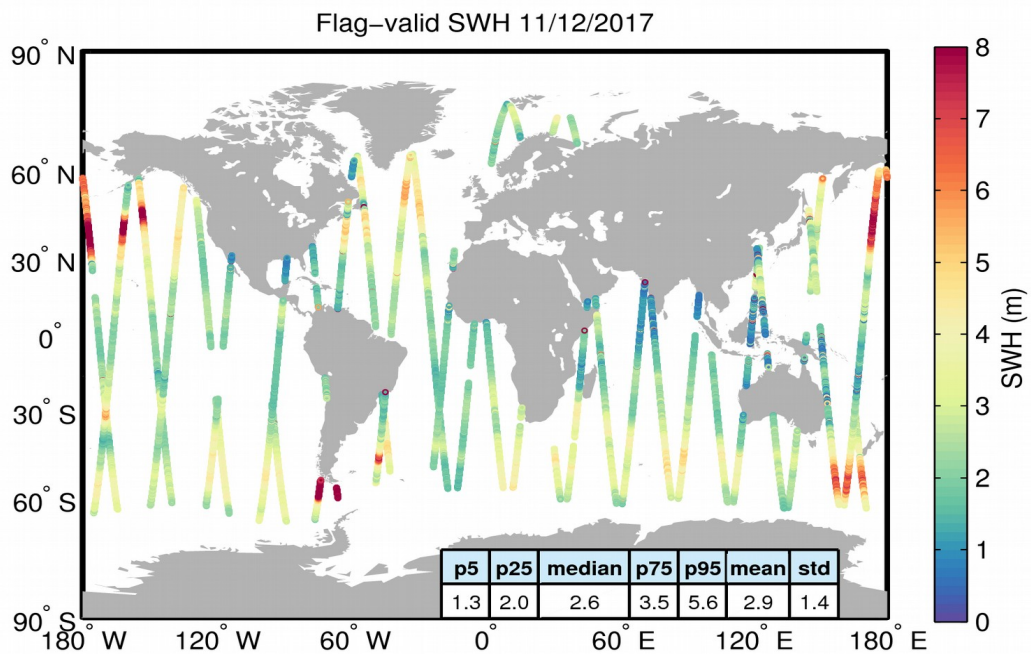 Flag−valid SWH 11/12/2017
90° N
60° N
30° N
0°
30° S
60° S
90° S
180° W
120° W
60° W
0°
60° E
120° E
180° E
p5 p25 median p75 p95 mean std
1.3 2.0 2.6 3.5 5.6 2.9 1.4
8
7
6
5
4
3
2
1
0
SWH (m)